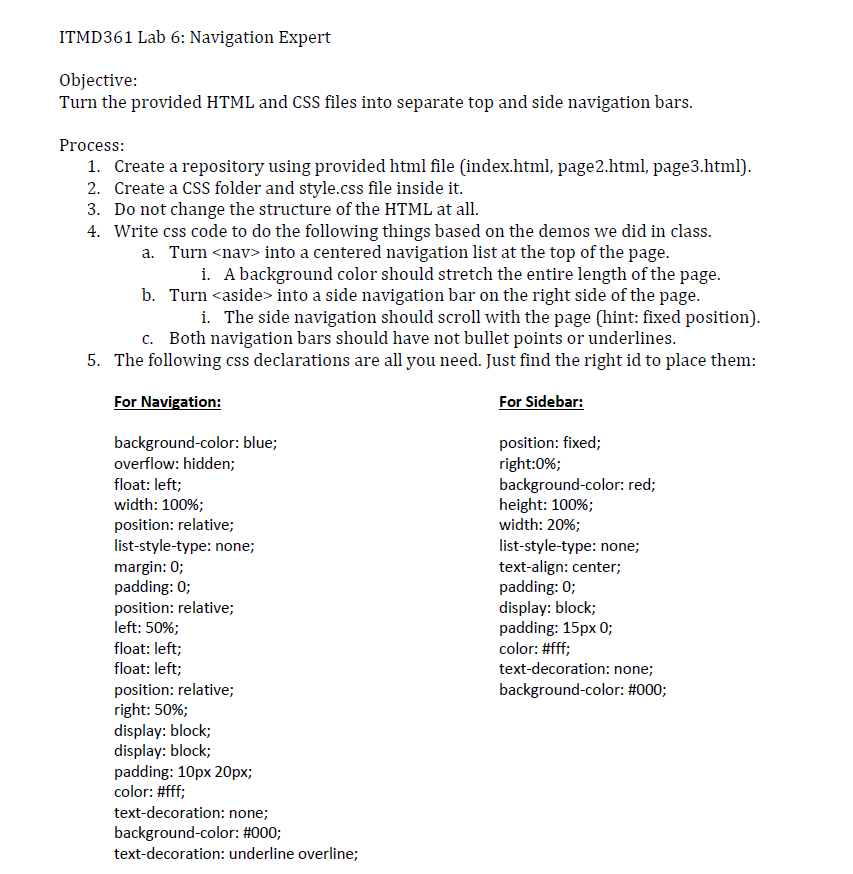 ITMD361 Lab 6: Navigation Expert
Objective:
Turn the provided HTML and CSS files into separate top and side navigation bars.
Process:
1. Create a repository using provided html file (index.html, page2.html, page3.html).
2. Create a CSS folder and style.css file inside it.
3. Do not change the structure of the HTML at all.
4. Write css code to do the following things based on the demos we did in class.
a. Turn <nav> into a centered navigation list at the top of the page.
i. A background color should stretch the entire length of the page.
b. Turn <aside> into a side navigation bar on the right side of the page.
i. The side navigation should scroll with the page (hint: fixed position).
c. Both navigation bars should have not bullet points or underlines.
5. The following css declarations are all you need. Just find the right id to place them:
For Navigation:
background-color: blue;
overflow: hidden;
float: left;
width: 100%;
position: relative;
list-style-type: none;
margin: 0;
padding: 0;
position: relative;
left: 50%;
float: left;
float: left;
position: relative;
right: 50%;
display: block;
display: block;
padding: 10px 20px;
color: #fff;
text-decoration: none;
background-color: #000;
text-decoration: underline overline;
For Sidebar:
position: fixed;
right:0%;
background-color: red;
height: 100%;
width: 20%;
list-style-type: none;
text-align: center;
padding: 0;
display: block;
padding: 15px 0;
color: #fff;
text-decoration: none;
background-color: #000;